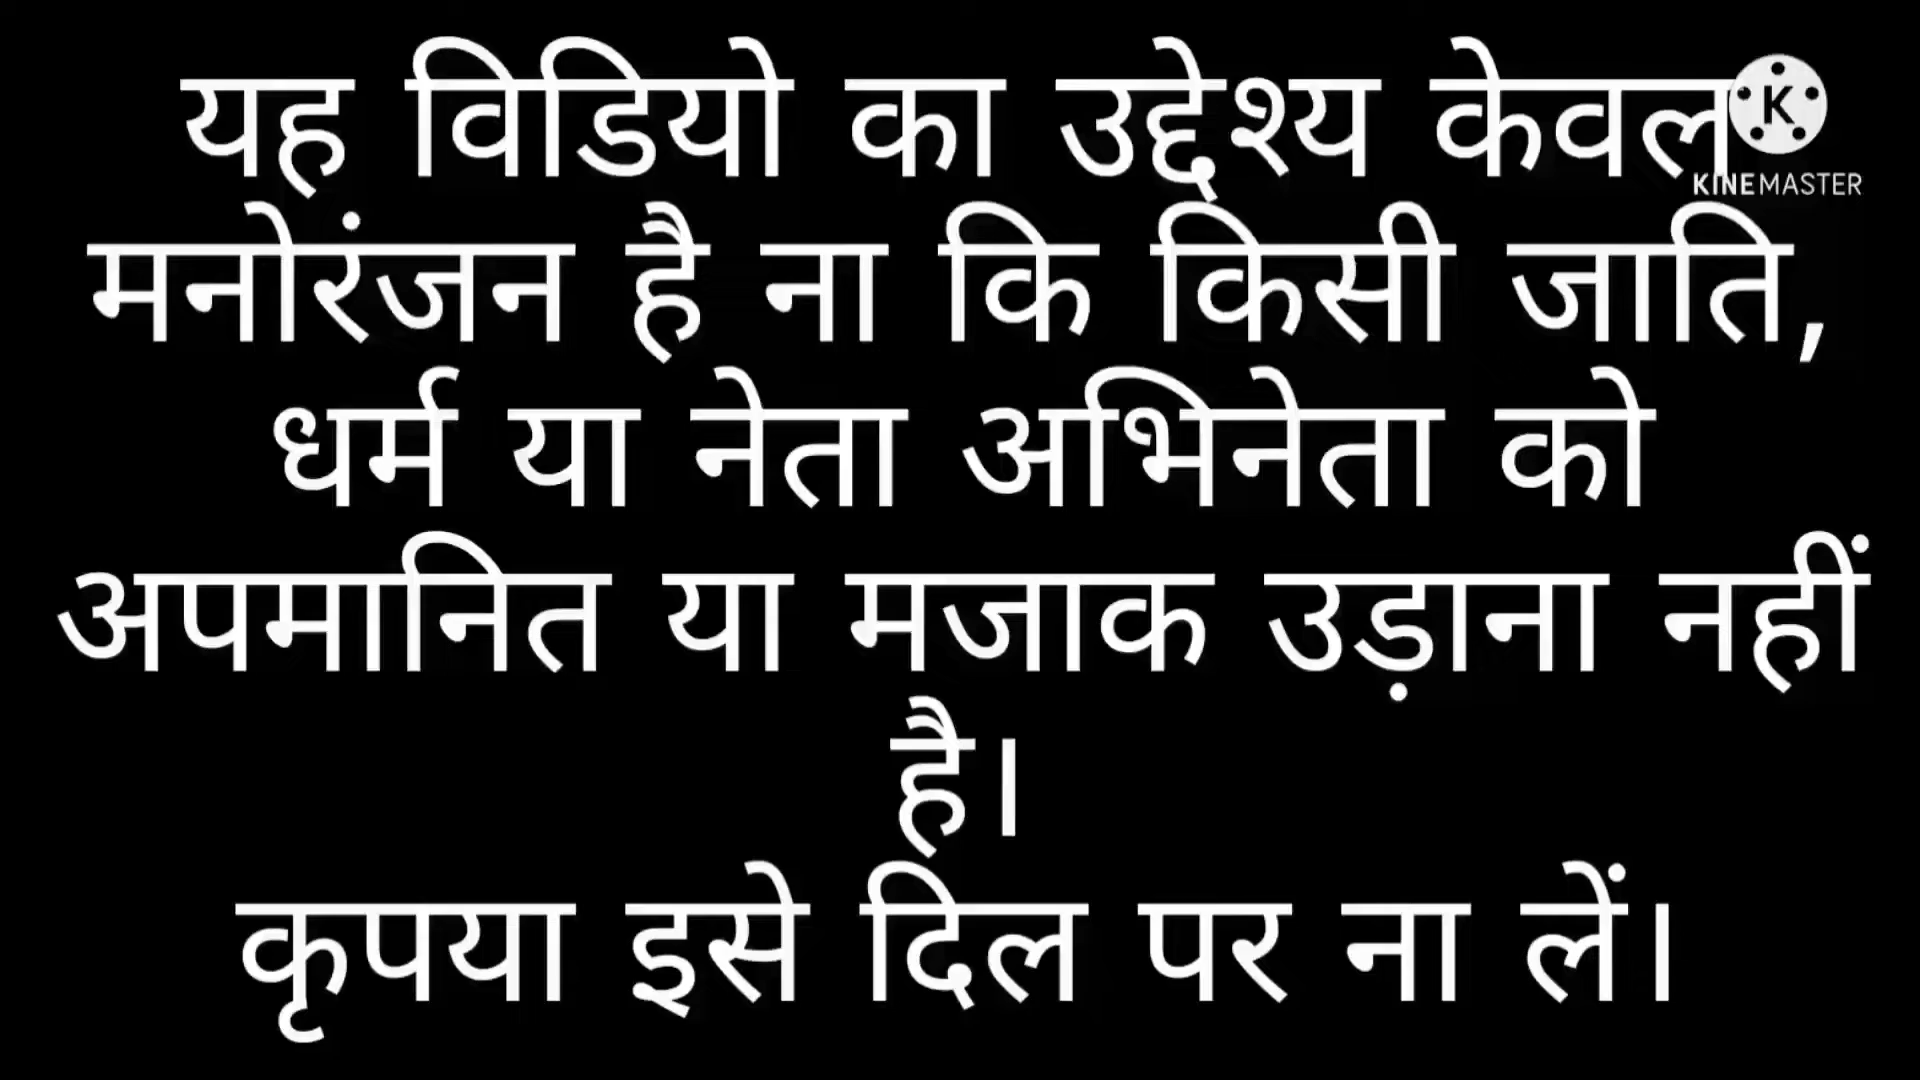 यह विडियो का उद्देश्य केवल
KINEMASTER
मनोरंजन है ना कि किसी जाति,
धर्म या नेता अभिनेता को
अपमानित या मजाक उड़ाना नहीं
है।
कृपया इसे दिल पर ना लें।